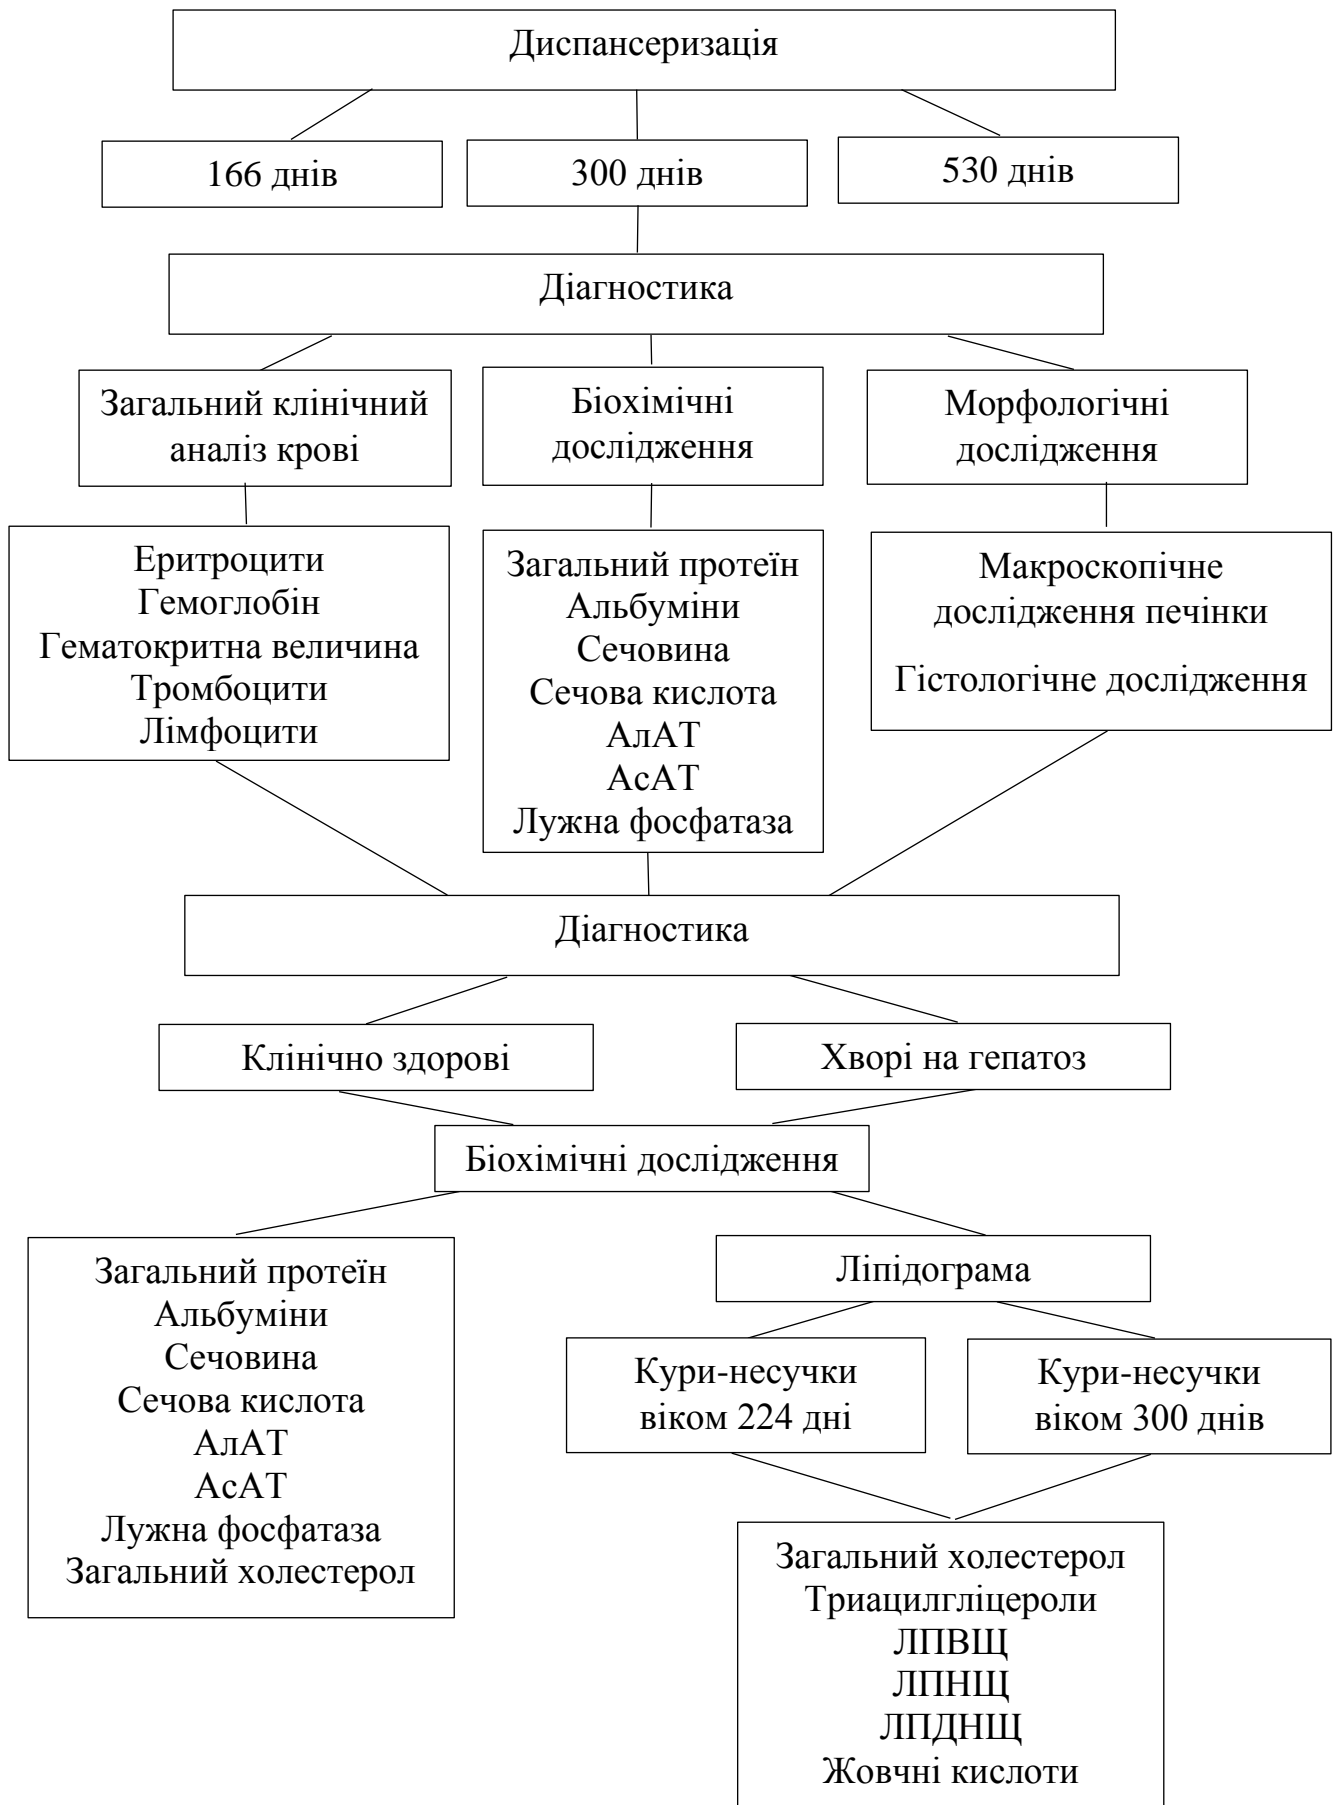 Диспансеризація
166 днів
300 днів
530 днів
Діагностика
Загальний клінічний
аналіз крові
Біохімічні
дослідження
Морфологічні
дослідження
Еритроцити
Гемоглобін
Гематокритна величина
Тромбоцити
Лімфоцити
Загальний протеїн
Альбуміни
Сечовина
Сечова кислота
АлАТ
АсАТ
Лужна фосфатаза
Макроскопічне
дослідження печінки
Гістологічне дослідження
Діагностика
Клінічно здорові
Хворі на гепатоз
Біохімічні дослідження
Загальний протеїн
Альбуміни
Сечовина
Сечова кислота
АлАТ
АсАТ
Лужна фосфатаза
Загальний холестерол
Ліпідограма
Кури-несучки
віком 224 дні
Кури-несучки
віком 300 днів
Загальний холестерол
Триацилгліцероли
ЛПВЩ
ЛПНЩ
ЛПДНЩ
Жовчні кислоти